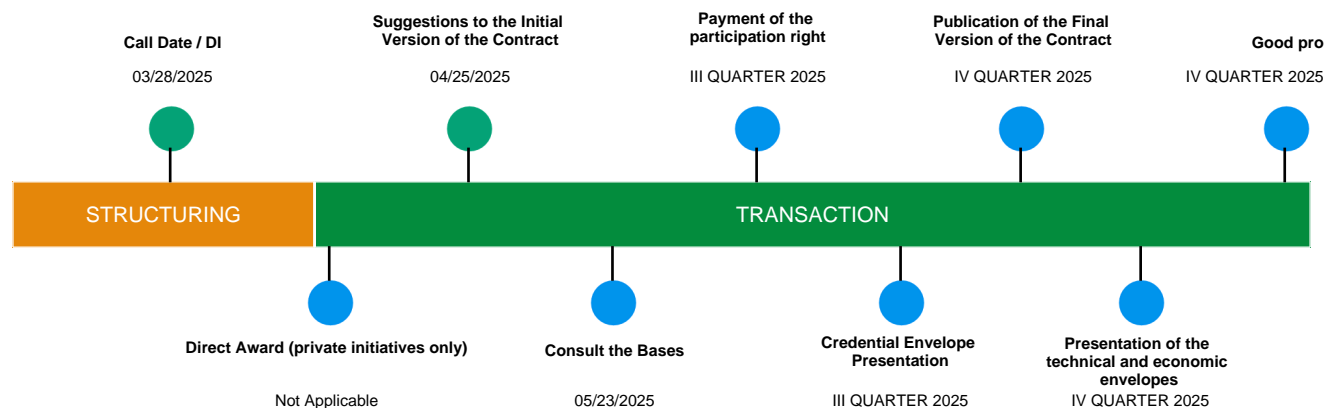 Call Date / DI
03/28/2025
Suggestions to the Initial
Version of the Contract
04/25/2025
Payment of the
participation right
III QUARTER 2025
Publication of the Final
Version of the Contract
IV QUARTER 2025
Good pro
IV QUARTER 2025
STRUCTURING
TRANSACTION
Direct Award (private initiatives only)
Not Applicable
Consult the Bases
05/23/2025
Credential Envelope
Presentation
III QUARTER 2025
Presentation of the
technical and economic
envelopes
IV QUARTER 2025